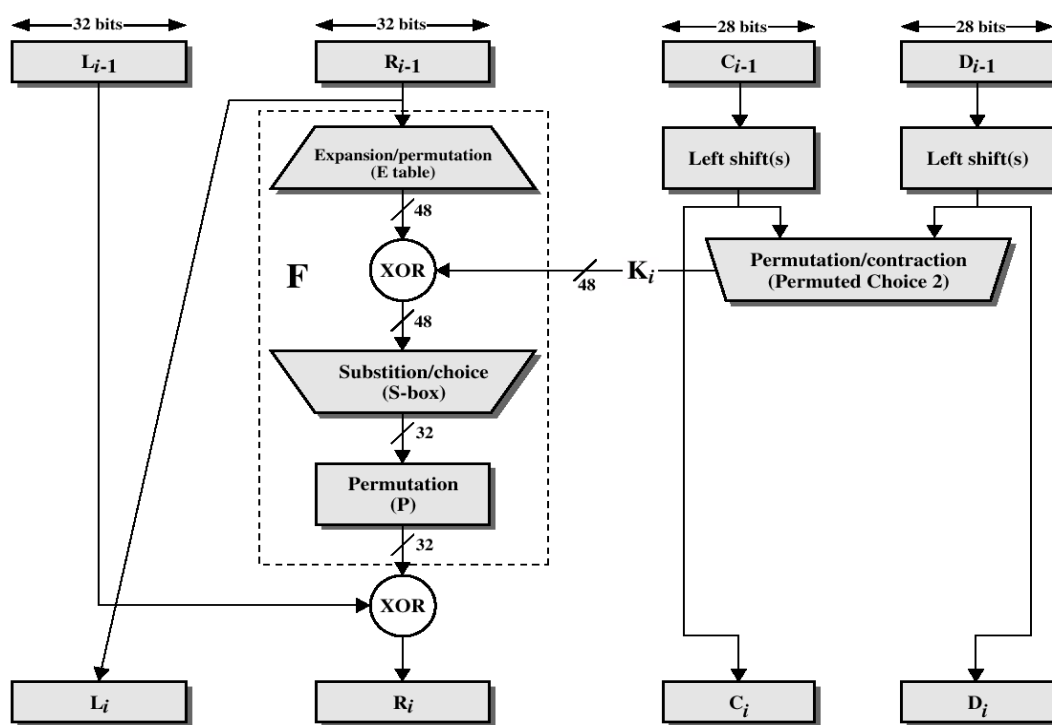 32 bits
32 bits
28 bits
28 bits
Li-1
Ri-1
Ci-1
Di-1
Expansion/permutation
(E table)
Left shift(s)
Left shift(s)
48
F
XOR
48
Ki
Permutation/contraction
(Permuted Choice 2)
48
Substition/choice
(S-box)
32
Permutation
(P)
32
XOR
Li
Ri
Ci
Di